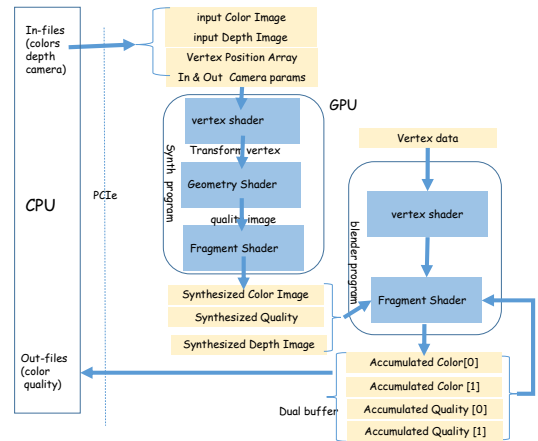 In-files
(colors
depth
camera)
input Color Image
input Depth Image
Vertex Position Array
In & Out Camera params
GPU
CPU
PCIe
Synth program
vertex shader
Transform vertex
Geometry Shader
quality image
Fragment Shader
Synthesized Color Image
Synthesized Quality
Synthesized Depth Image
Vertex data
blender program
vertex shader
Fragment Shader
Out-files
(color
quality)
Dual buffer
Accumulated Color[0]
Accumulated Color [1]
Accumulated Quality [0]
Accumulated Quality [1]